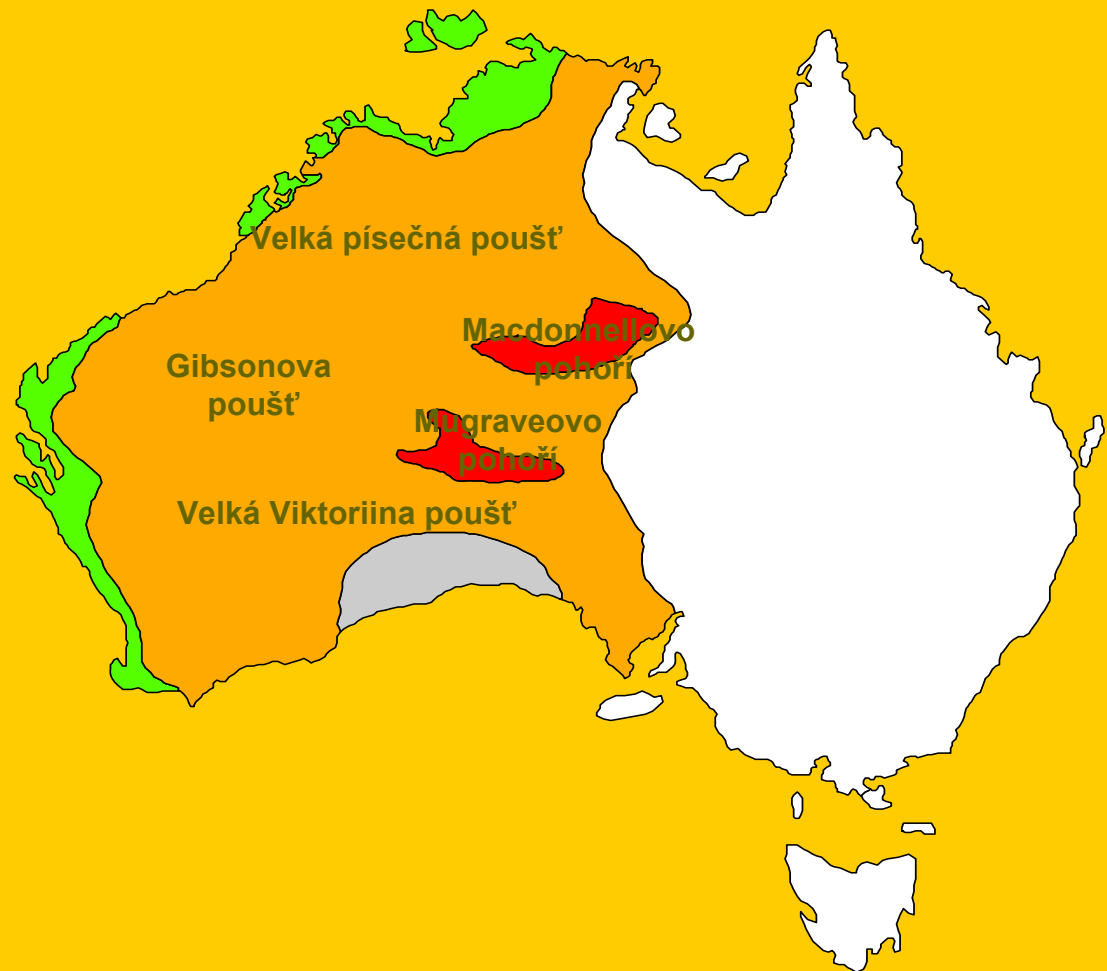 Velká písečná poušť
Macdonnellovo
pohoří
Gibsonova
poušť
Mugraveovo
pohoří
Velká Viktoriina poušť